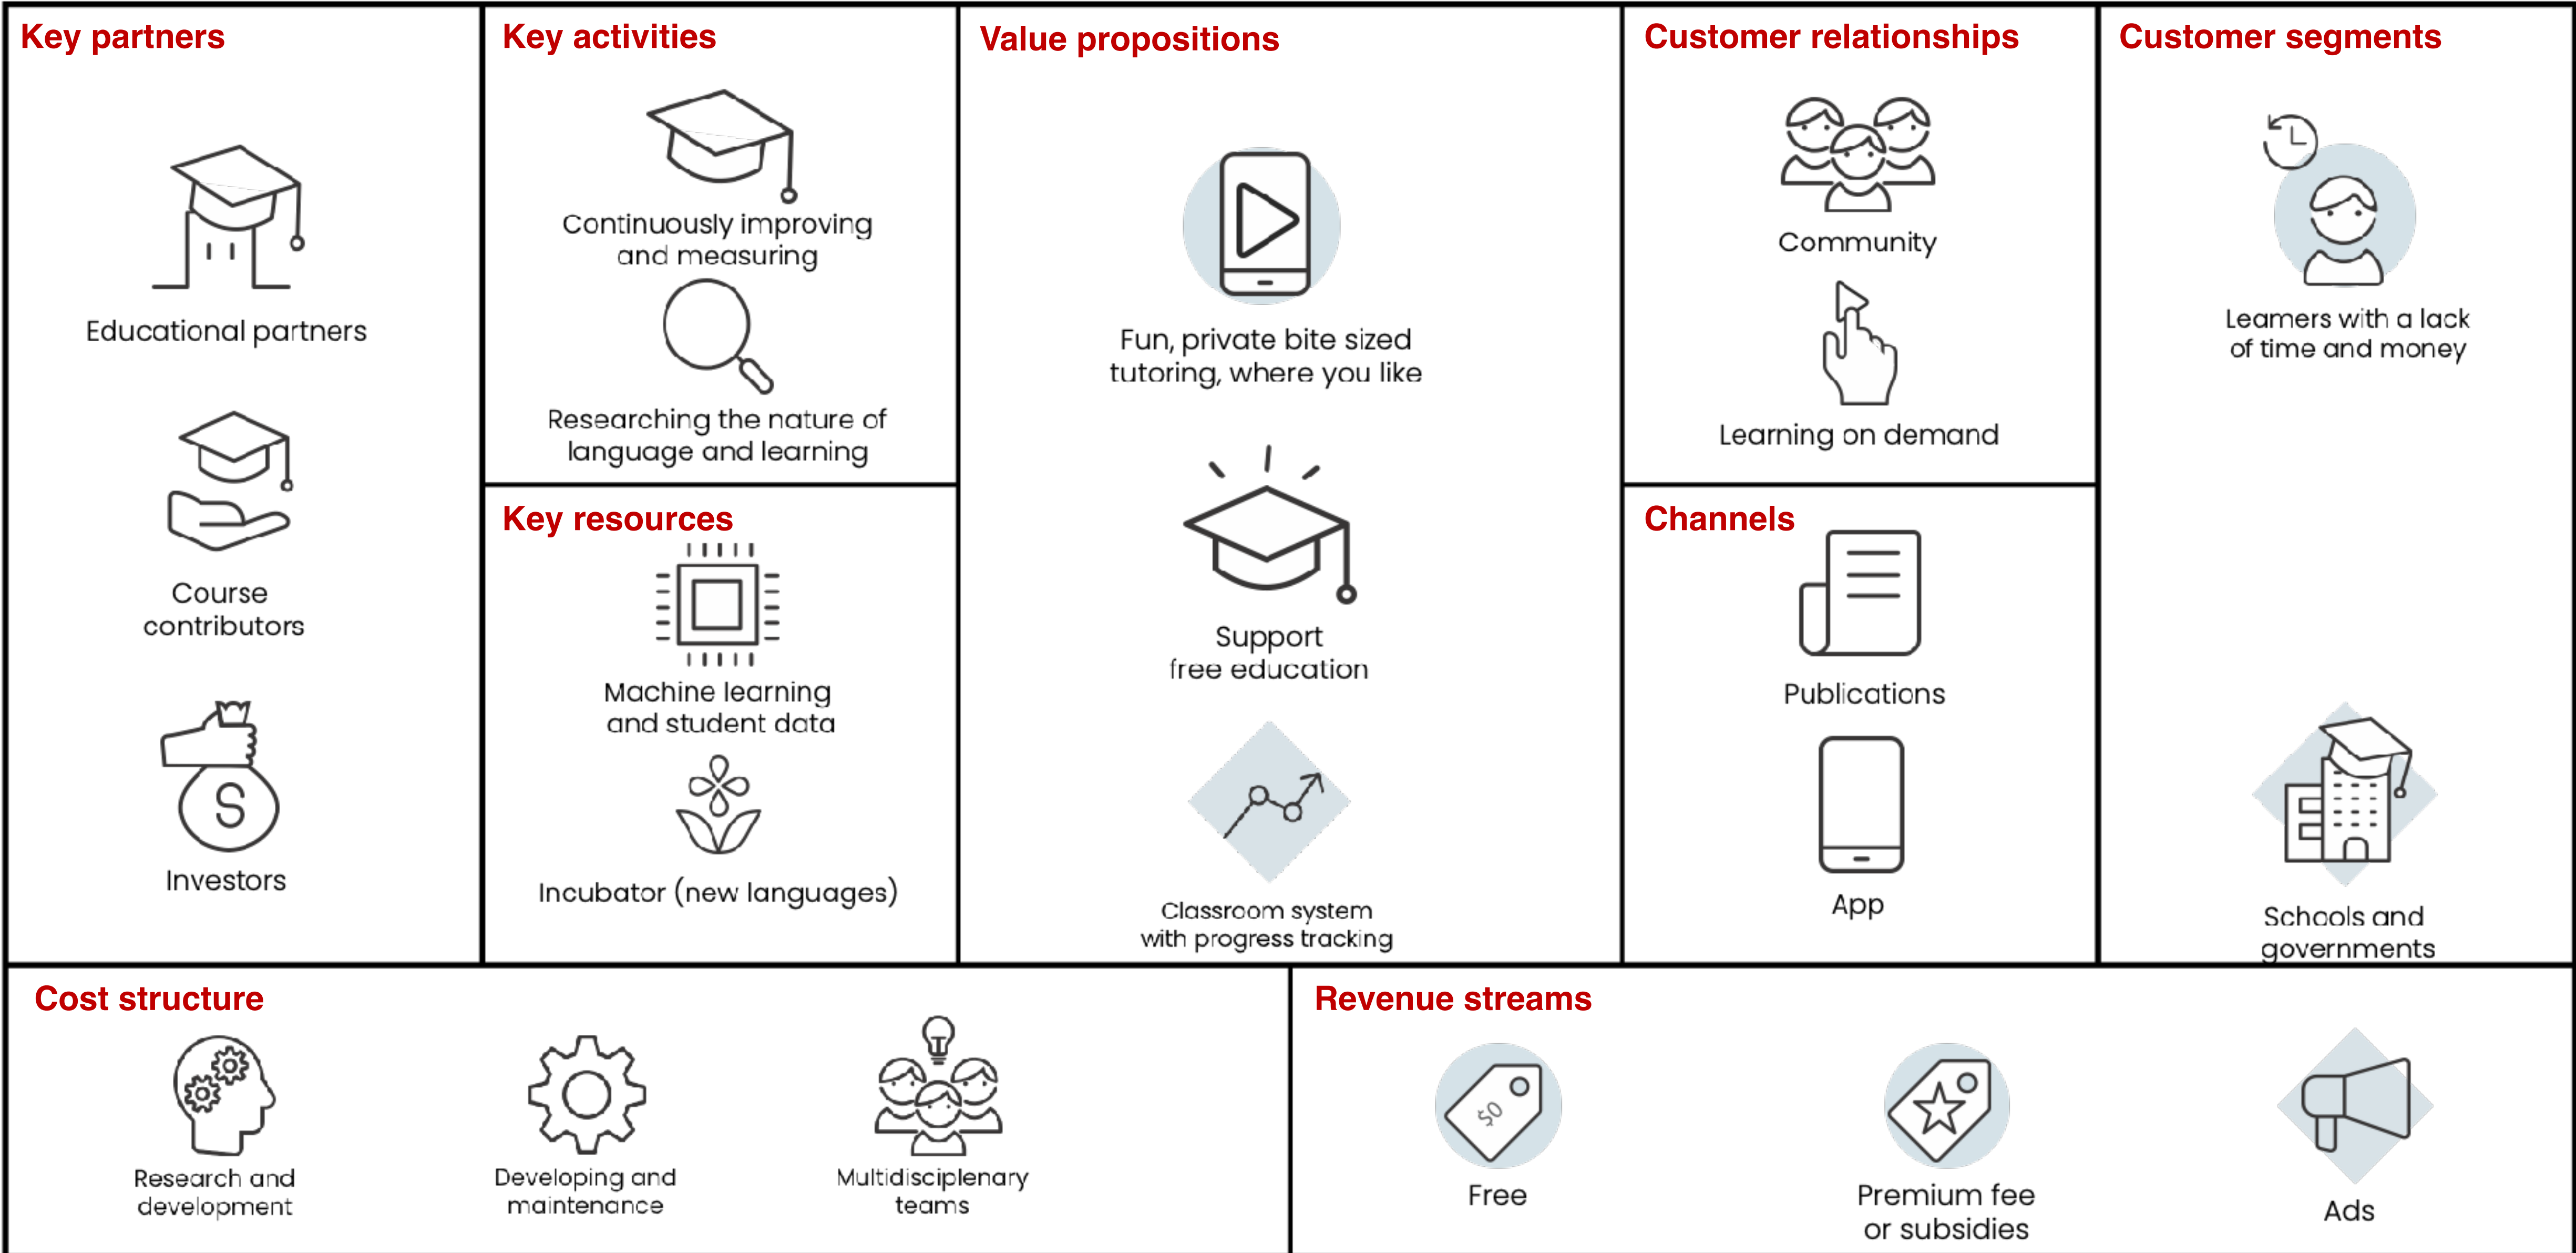 Key partners
Educational partners
Course
contributors
Investors
Key activities
Continuously improving
and measuring
Researching the nature of
language and learning
Key resources
Machine learning
and student data
Incubator (new languages)
Value propositions
Fun, private bite sized
tutoring, where you like
Support
free education
Classroom system
with progress tracking
Customer relationships
Community
Learning on demand
Channels
Publications
App
Customer segments
Learners with a lack
of time and money
Schools and
governments
Cost structure
Research and
development
Developing and
maintenance
Multidisciplenary
teams
Revenue streams
$0
Free
Premium fee
or subsidies
Ads